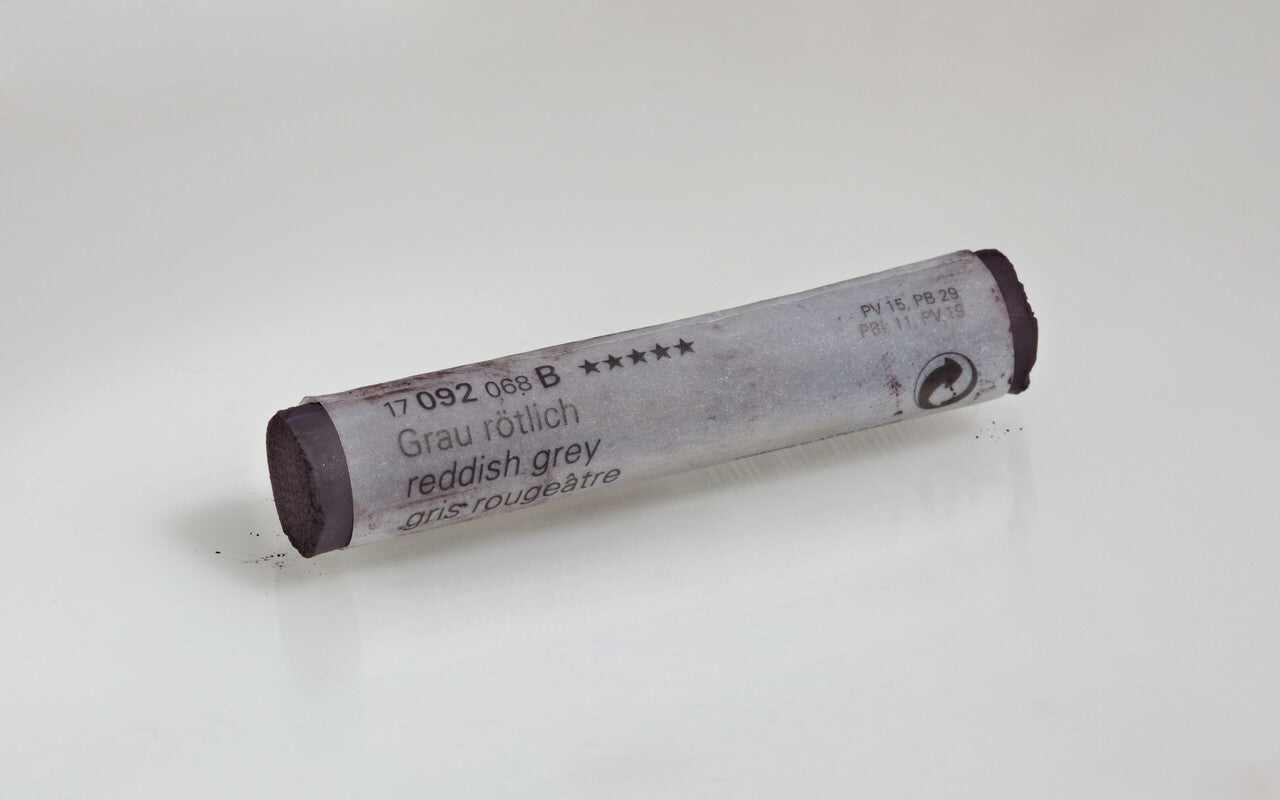 17 092 068 B ★★★★★
Grau rötlich
reddish grey
gris rougeâtre
PV 15, PB 29
PBk 11, PV 19